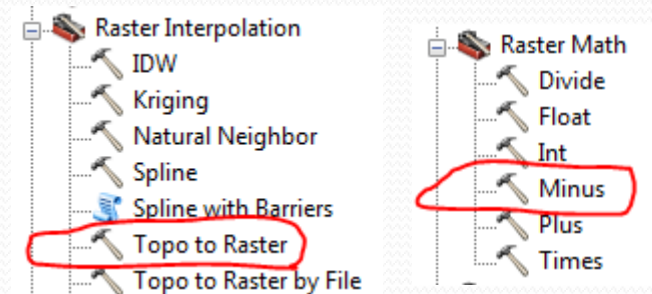 Raster Interpolation
IDW
Kriging
Natural Neighbor
Spline
Spline with Barriers
Topo to Raster
Topo to Raster by File
Raster Math
Divide
Float
Int
Minus
Plus
Times